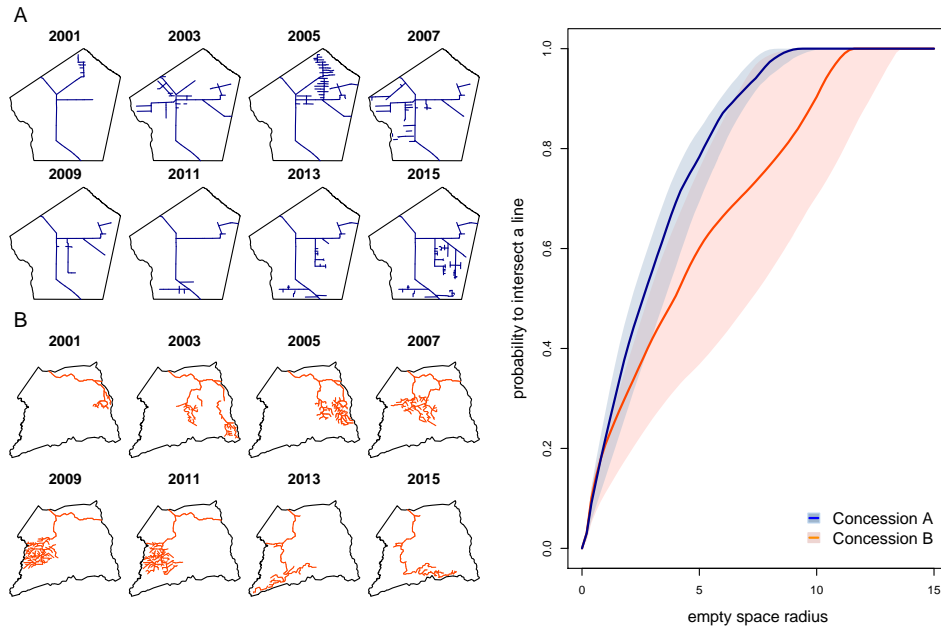 A
2001 2003 2005 2007
2009 2011 2013 2015
B
2001 2003 2005 2007
2009 2011 2013 2015
probability to intersect a line
1.0
0.8
0.6
0.4
0.2
0.0
Concession A
Concession B
0 5 10 15
empty space radius